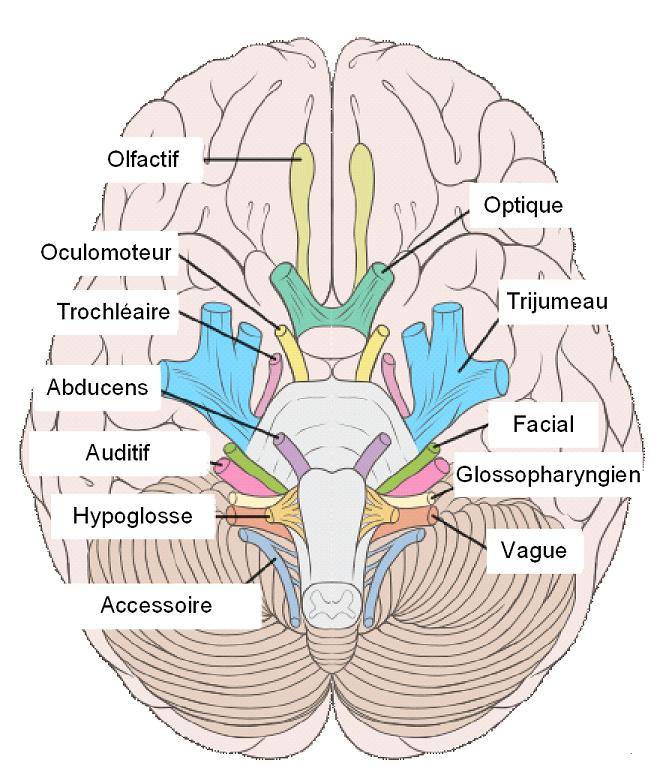 Olfactif
Optique
Oculomoteur
Trijumeau
Trochléaire
Abducens
Facial
Auditif
Glossopharyngien
Hypoglosse
Vague
Accessoire